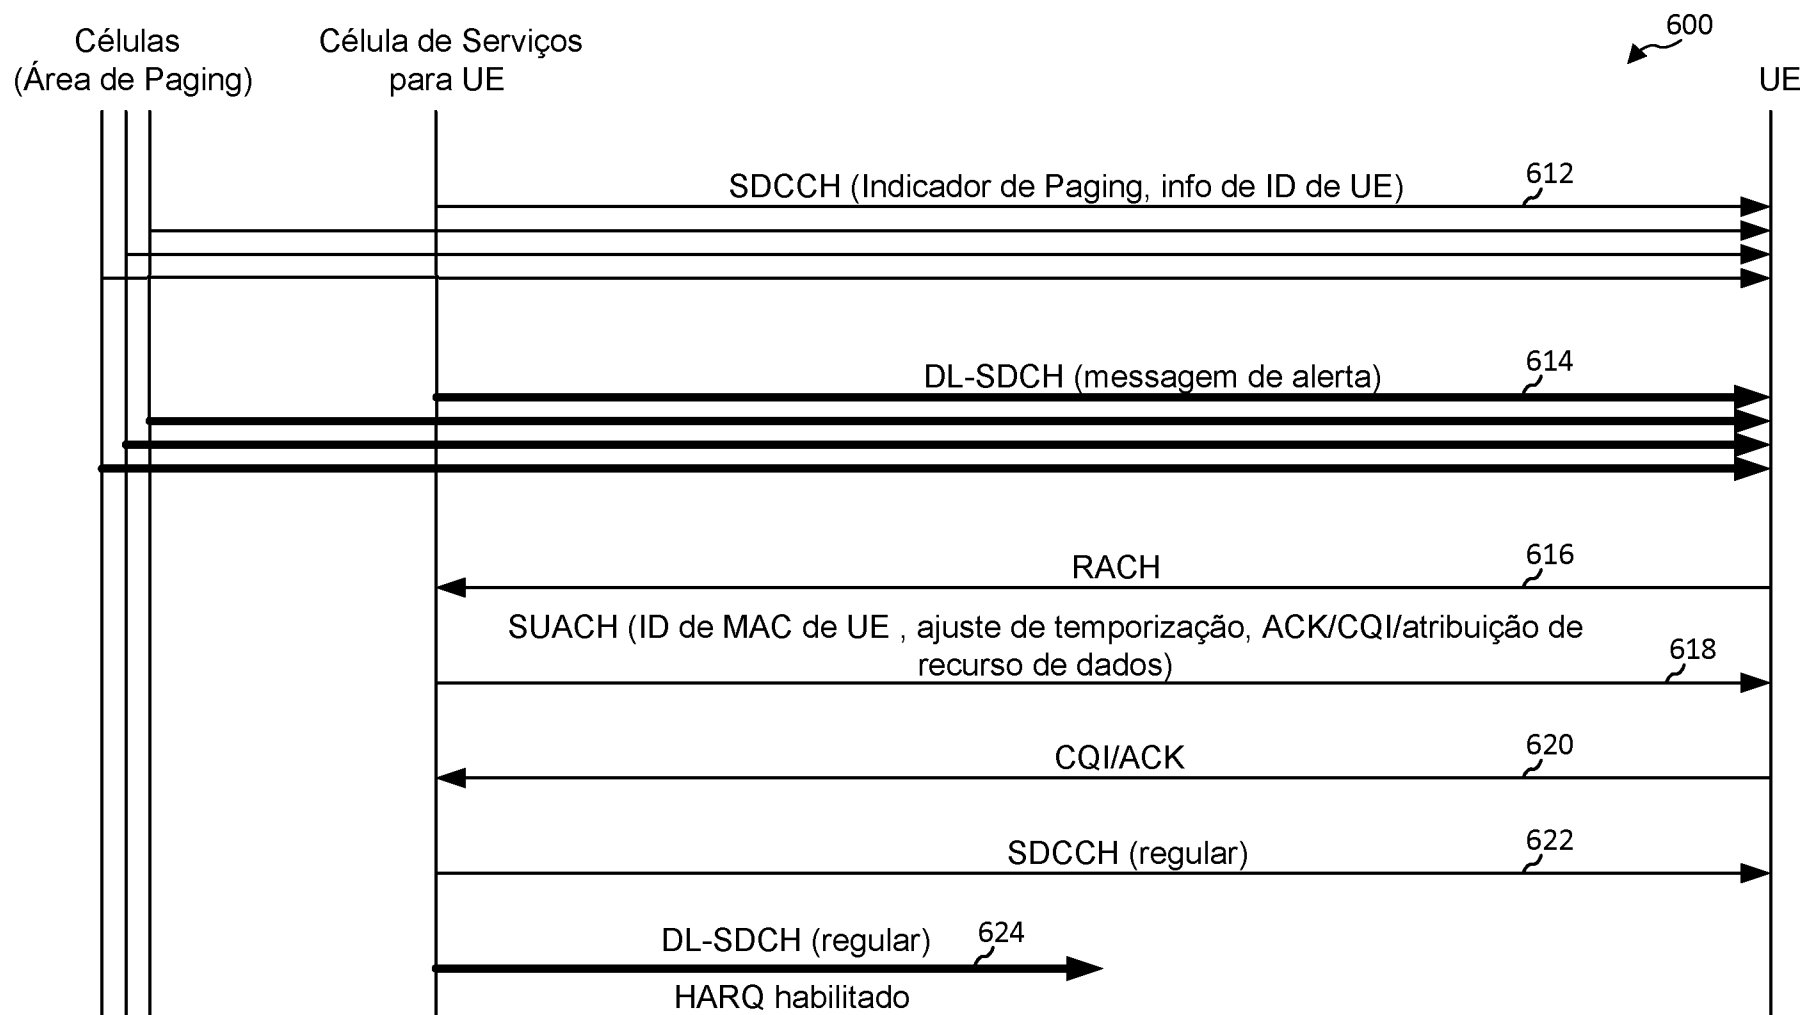 Células
(Área de Paging)
Célula de Serviços
para UE
600
UE
SDCCH (Indicador de Paging, info de ID de UE)
612
DL-SDCH (messagem de alerta)
614
RACH
616
SUACH (ID de MAC de UE , ajuste de temporização, ACK/CQI/atribuição de
recurso de dados)
618
CQI/ACK
620
SDCCH (regular)
622
DL-SDCH (regular)
624
HARQ habilitado